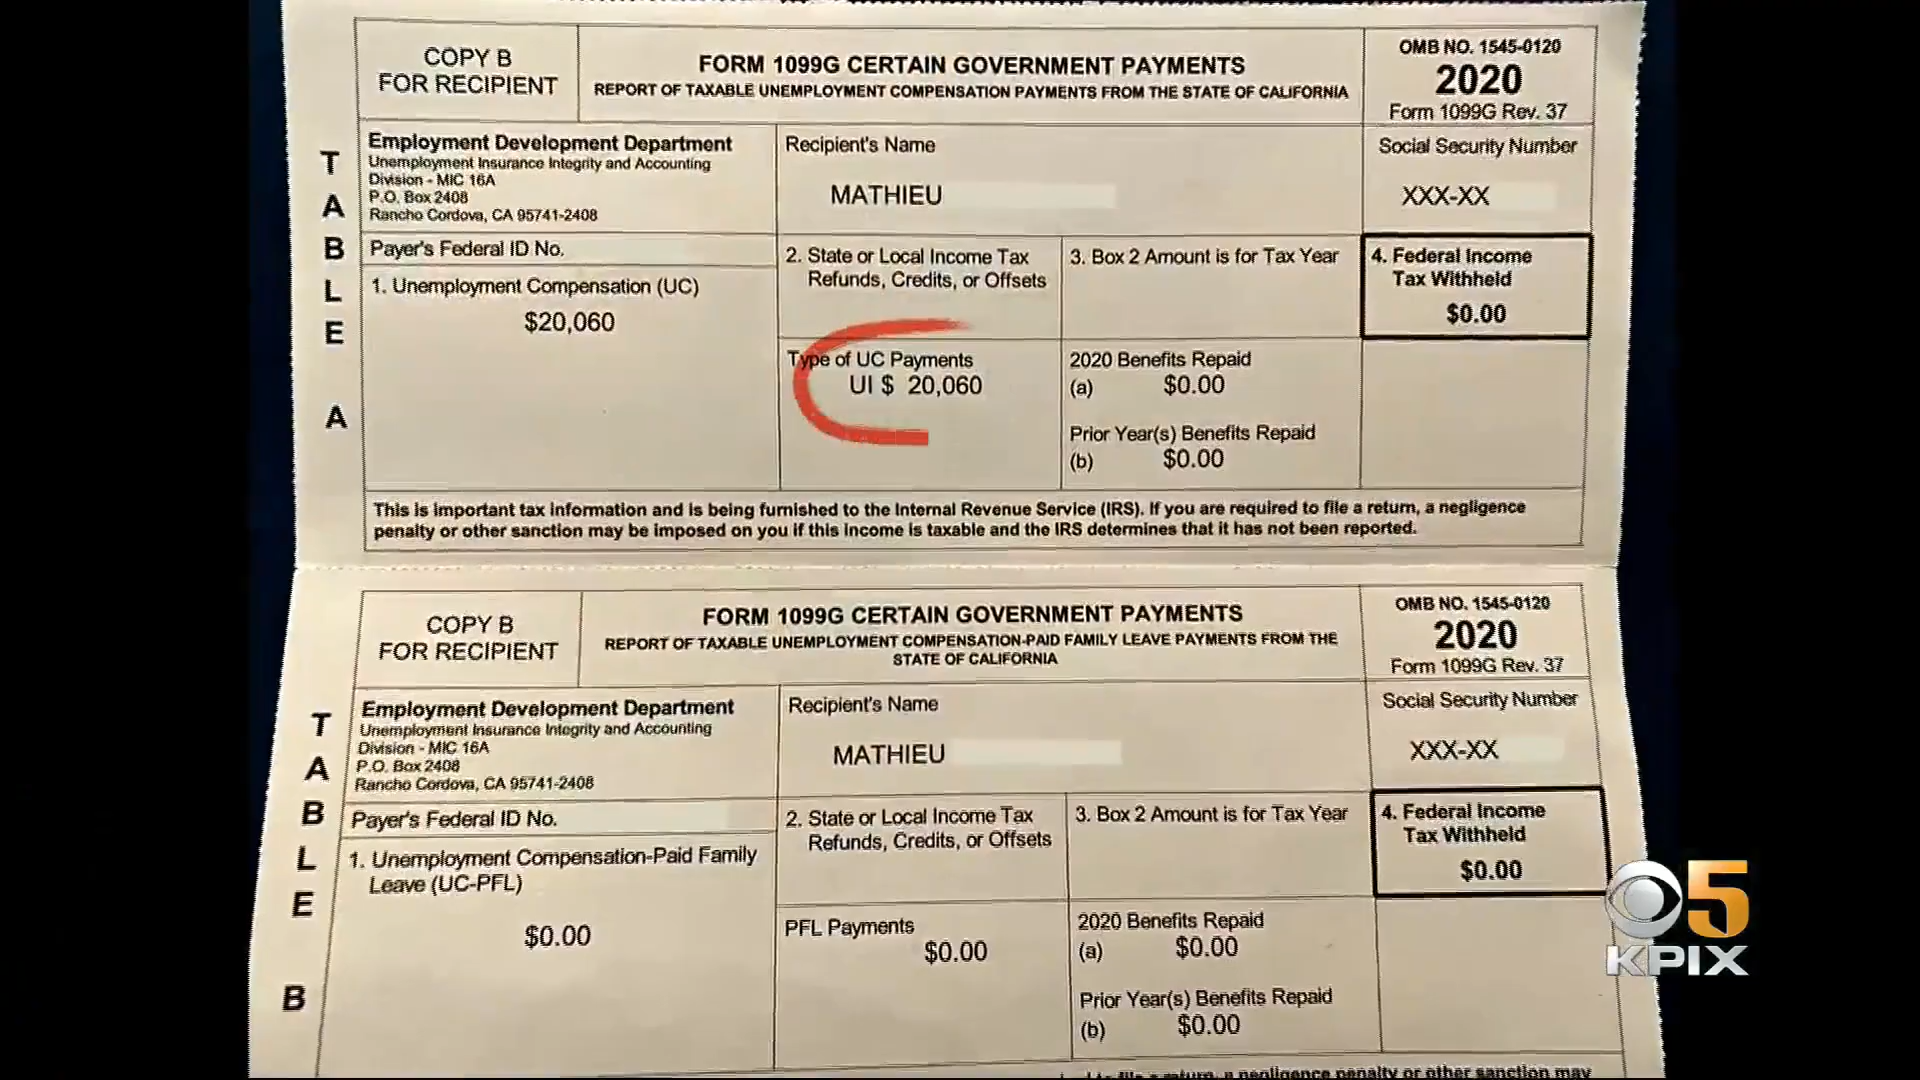 COPY B
FOR RECIPIENT
FORM 1099G CERTAIN GOVERNMENT PAYMENTS
REPORT OF TAXABLE UNEMPLOYMENT COMPENSATION PAYMENTS FROM THE STATE OF CALIFORNIA
OMB NO. 1545-0120
2020
Form 1099G Rev. 37
TABLE A
Employment Development Department
Unemployment Insurance Integrity and Accounting
Division - MIC 16A
P.O. Box 2408
Rancho Cordova, CA 95741-2408
Recipient's Name
MATHIEU
Social Security Number
XXX-XX
Payer's Federal ID No.
1. Unemployment Compensation (UC)
$20,060
2. State or Local Income Tax
Refunds, Credits, or Offsets
3. Box 2 Amount is for Tax Year
4. Federal Income
Tax Withheld
$0.00
Type of UC Payments
UI $ 20,060
2020 Benefits Repaid
(a) $0.00
Prior Year(s) Benefits Repaid
(b) $0.00
This is important tax information and is being furnished to the Internal Revenue Service (IRS). If you are required to file a return, a negligence
penalty or other sanction may be imposed on you if this income is taxable and the IRS determines that it has not been reported.
COPY B
FOR RECIPIENT
FORM 1099G CERTAIN GOVERNMENT PAYMENTS
REPORT OF TAXABLE UNEMPLOYMENT COMPENSATION-PAID FAMILY LEAVE PAYMENTS FROM THE
STATE OF CALIFORNIA
OMB NO. 1545-0120
2020
Form 1099G Rev. 37
TABLE B
Employment Development Department
Unemployment Insurance Integrity and Accounting
Division - MIC 16A
P.O. Box 2408
Rancho Cordova, CA 95741-2408
Recipient's Name
MATHIEU
Social Security Number
XXX-XX
Payer's Federal ID No.
1. Unemployment Compensation-Paid Family
Leave (UC-PFL)
$0.00
2. State or Local Income Tax
Refunds, Credits, or Offsets
3. Box 2 Amount is for Tax Year
4. Federal Income
Tax Withheld
$0.00
PFL Payments
$0.00
2020 Benefits Repaid
(a) $0.00
Prior Year(s) Benefits Repaid
(b) $0.00
file a return, a negligence penalty or other sanction may
5
KPIX